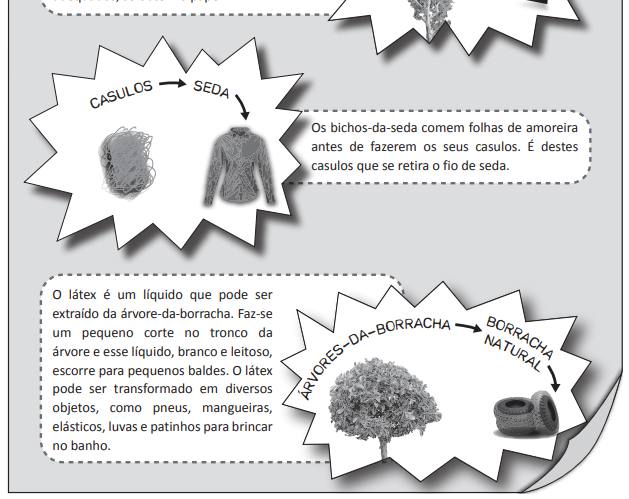 CASULOS → SEDA
Os bichos-da-seda comem folhas de amoreira
antes de fazerem os seus casulos. É destes
casulos que se retira o fio de seda.
O látex é um líquido que pode ser
extraído da árvore-da-borracha. Faz-se
um pequeno corte no tronco da
árvore e esse líquido, branco e leitoso,
escorre para pequenos baldes. O látex
pode ser transformado em diversos
objetos, como pneus, mangueiras,
elásticos, luvas e patinhos para brincar
no banho.
ÁRVORES-DA-BORRACHA → BORRACHA
NATURAL